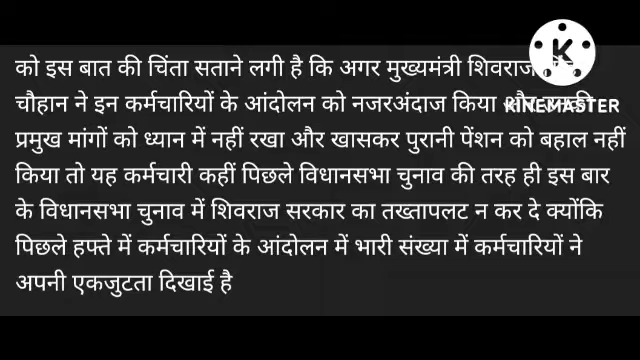 को इस बात की चिंता सताने लगी है कि अगर मुख्यमंत्री शिवराज
चौहान ने इन कर्मचारियों के आंदोलन को नजरअंदाज किया
प्रमुख मांगों को ध्यान में नहीं रखा और खासकर पुरानी पेंशन को बहाल नहीं
किया तो यह कर्मचारी कहीं पिछले विधानसभा चुनाव की तरह ही इस बार
के विधानसभा चुनाव में शिवराज सरकार का तख्तापलट न कर दे क्योंकि
पिछले हफ्ते में कर्मचारियों के आंदोलन में भारी संख्या में कर्मचारियों ने
अपनी एकजुटता दिखाई है
K
KINEMASTER